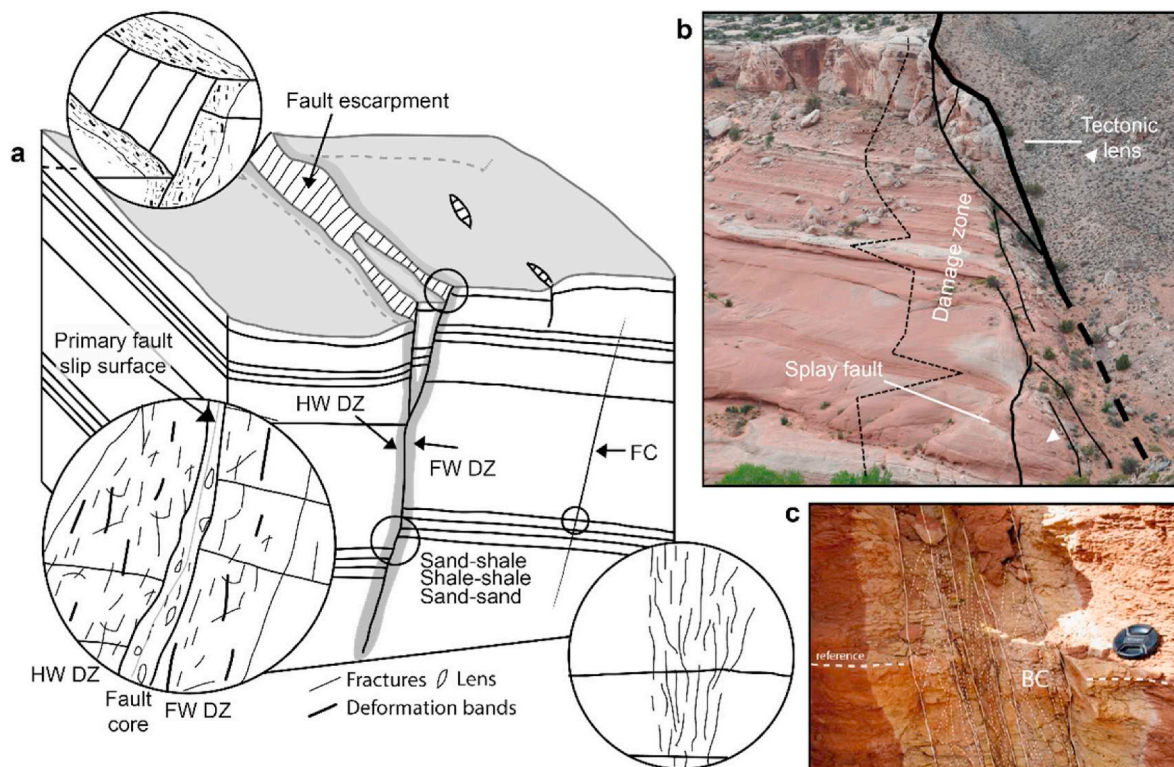 a
Fault escarpment
Primary fault
slip surface
HW DZ
FW DZ
FC
Sand-shale
Shale-shale
Sand-sand
HW DZ
Fault
core
FW DZ
Fractures
Lens
Deformation bands
b
Tectonic
lens
Damage zone
Splay fault
c
reference
BC